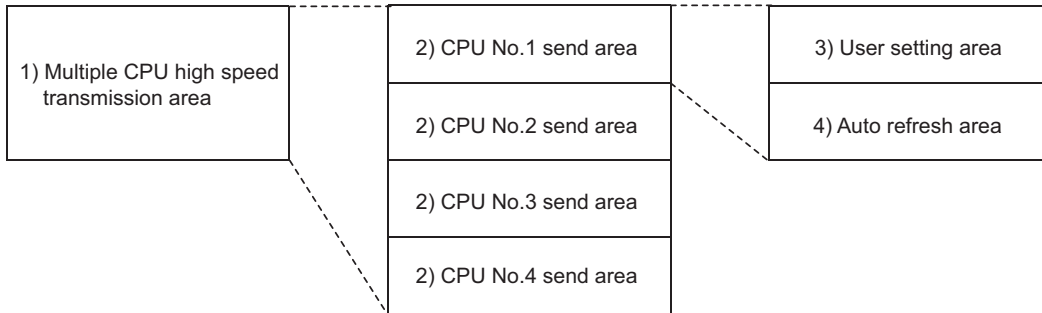 1) Multiple CPU high speed
transmission area
2) CPU No.1 send area
2) CPU No.2 send area
2) CPU No.3 send area
2) CPU No.4 send area
3) User setting area
4) Auto refresh area